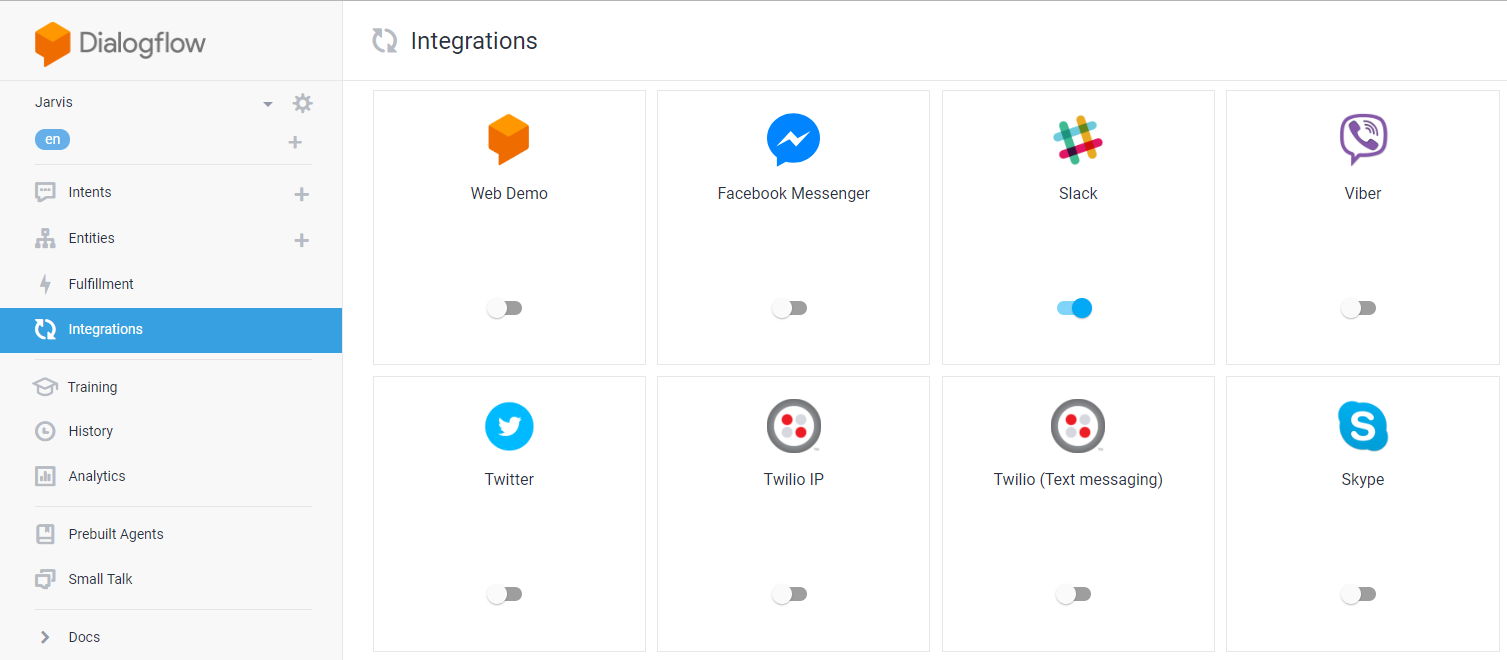 Dialogflow
Jarvis
en
Intents
Entities
Fulfillment
Integrations
Training
History
Analytics
Prebuilt Agents
Small Talk
Docs
Integrations
Web Demo
Facebook Messenger
Slack
Viber
Twitter
Twilio IP
Twilio (Text messaging)
Skype